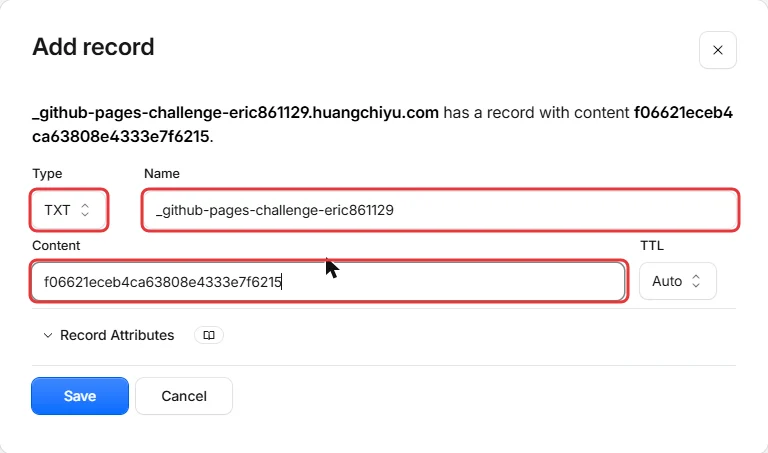 Add record
_github-pages-challenge-eric861129.huangchiyu.com has a record with content f06621eceb4
ca63808e4333e7f6215.
Type Name
TXT _github-pages-challenge-eric861129
Content TTL
f06621eceb4ca63808e4333e7f6215 Auto
Record Attributes
Save Cancel